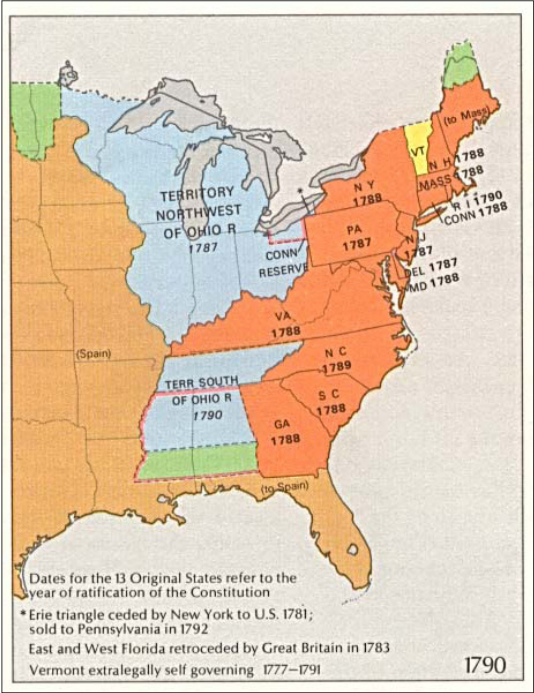 (to Mass)
VT
N H 1788
MASS 1788
N Y
1788
R I 1790
CONN 1788
*
TERRITORY
NORTHWEST
OF OHIO R
1787
PA
1787
N J
1787
CONN
RESERVE
DEL 1787
MD 1788
VA
1788
(Spain)
N C
1789
TERR SOUTH
OF OHIO R
1790
S C
1788
GA
1788
(to Spain)
Dates for the 13 Original States refer to the
year of ratification of the Constitution
*Erie triangle ceded by New York to U.S. 1781;
sold to Pennsylvania in 1792
East and West Florida retroceded by Great Britain in 1783
Vermont extralegally self governing 1777–1791
1790